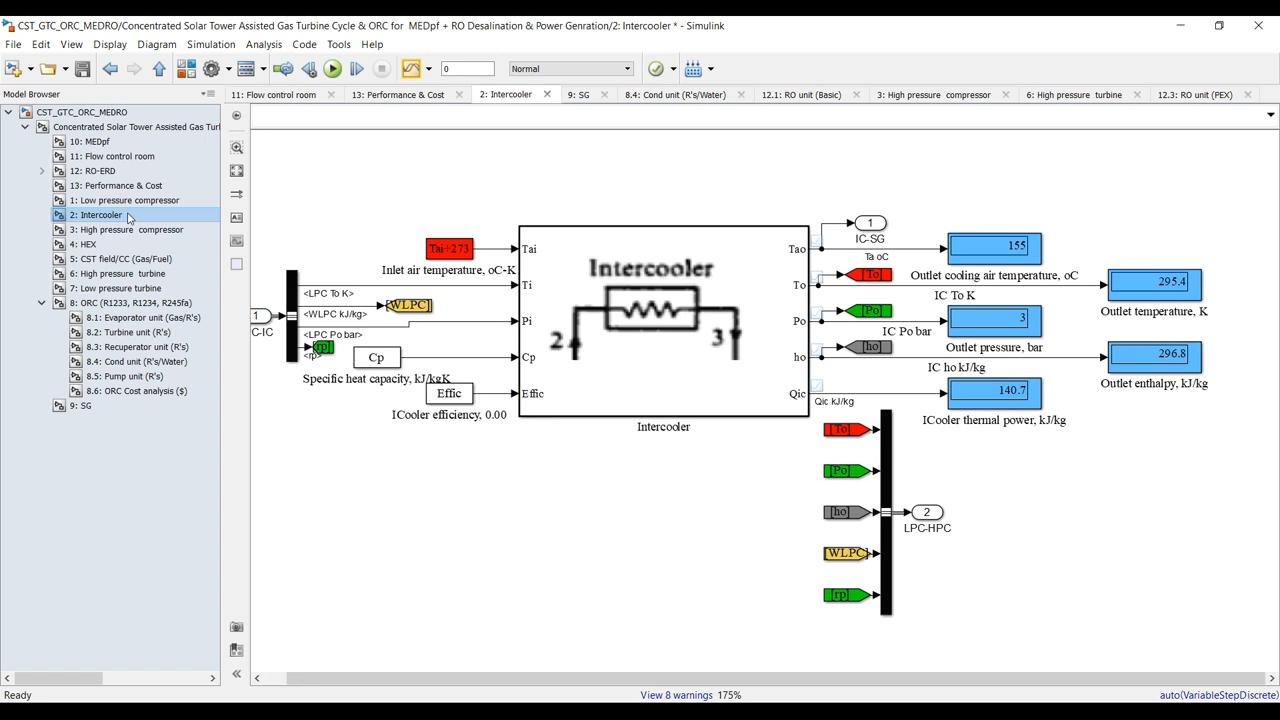 CST_GTC_ORC_MEDRO/Concentrated Solar Tower Assisted Gas Turbine Cycle & ORC for MEDpf + RO Desalination & Power Genration/2: Intercooler * - Simulink
File Edit View Display Diagram Simulation Analysis Code Tools Help
0
Normal
Model Browser
11: Flow control room
13: Performance & Cost
2: Intercooler
9: SG
8.4: Cond unit (R's/Water)
12.1: RO unit (Basic)
3: High pressure compressor
6: High pressure turbine
12.3: RO unit (PEX)
CST_GTC_ORC_MEDRO
Concentrated Solar Tower Assisted Gas Turl
10: MEDpf
11: Flow control room
12: RO-ERD
13: Performance & Cost
1: Low pressure compressor
2: Intercooler
3: High pressure compressor
4: HEX
5: CST field/CC (Gas/Fuel)
6: High pressure turbine
7: Low pressure turbine
8: ORC (R1233, R1234, R245fa)
8.1: Evaporator unit (Gas/R's)
8.2: Turbine unit (R's)
8.3: Recuperator unit (R's)
8.4: Cond unit (R's/Water)
8.5: Pump unit (R's)
8.6: ORC Cost analysis ($)
9: SG
1
C-IC
<LPC To K>
<WLPC kJ/kg>
<LPC Po bar>
<rp>
[WLPC]
[rp]
Tai+273
Inlet air temperature, oC-K
Cp
Specific heat capacity, kJ/kgK
Effic
ICooler efficiency, 0.00
Tai
Ti
Pi
Cp
Effic
Intercooler
2
3
Tao
To
Po
ho
Qic
Intercooler
1
IC-SG
Ta oC
155
Outlet cooling air temperature, oC
[To]
IC To K
295.4
Outlet temperature, K
[Po]
IC Po bar
3
Outlet pressure, bar
[ho]
IC ho kJ/kg
296.8
Outlet enthalpy, kJ/kg
Qic kJ/kg
140.7
ICooler thermal power, kJ/kg
[To]
[Po]
[ho]
[WLPC]
[rp]
2
LPC-HPC
Ready
View 8 warnings 175%
auto(VariableStepDiscrete)